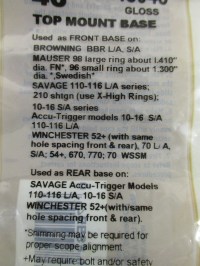 46
GLOSS
TOP MOUNT BASE
Used as FRONT BASE on:
BROWNING BBR L/A, S/A
MAUSER 98 large ring about 1.410"
dia. FN*, 96 small ring about 1.300"
dia. *,Swedish*
SAVAGE 110-116 L/A series;
210 shtgn (use X-High Rings);
10-16 S/A series
Accu-Trigger models 10-16 S/A
110-116 L/A
WINCHESTER 52+(with same
hole spacing front & rear), 70 L/A,
S/A; 54+, 670, 770; 70 WSSM
Used as REAR base on:
SAVAGE Accu-Trigger Models
110-116 L/A, 10-16 S/A
WINCHESTER 52+(with/same
hole spacing front & rear).
*Shimming may be required for
proper scope alignment.
+May require bolt and/or safety